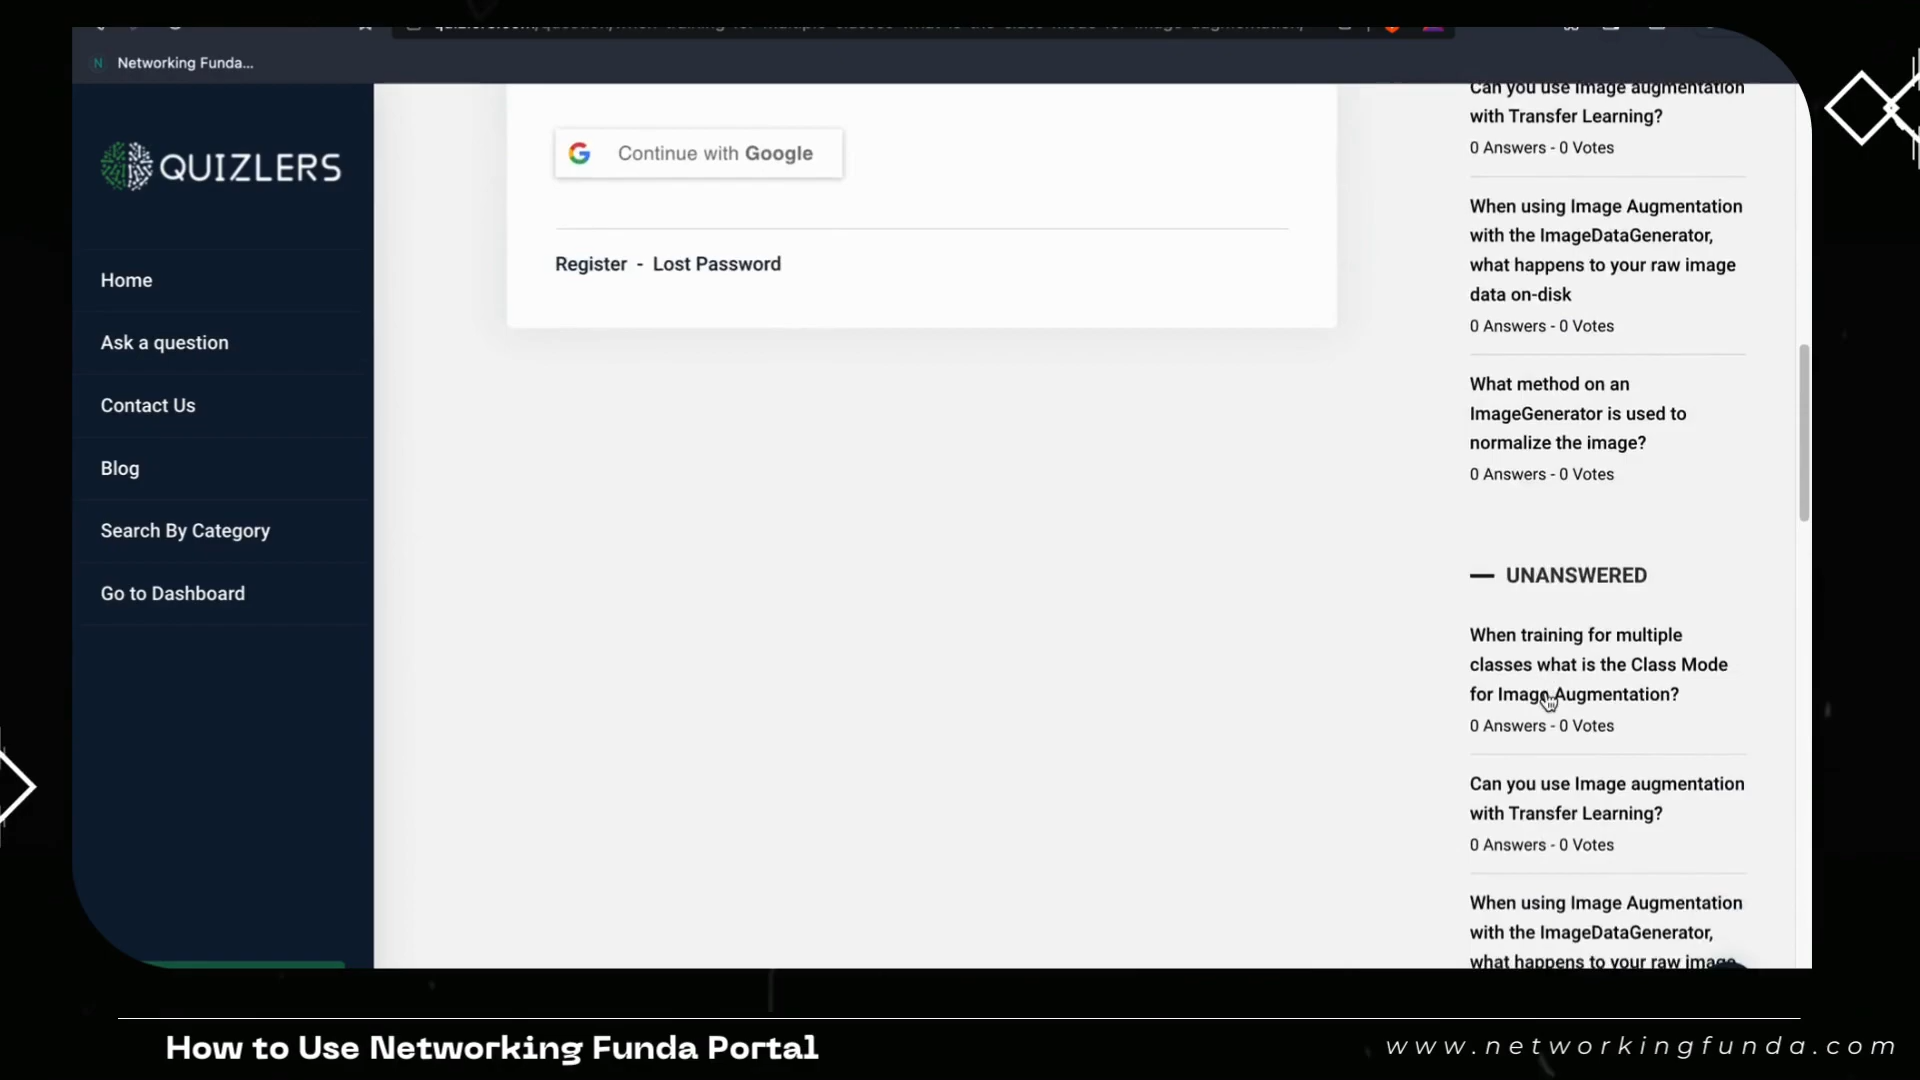 Networking Funda...
QUIZLERS
Home
Ask a question
Contact Us
Blog
Search By Category
Go to Dashboard
Continue with Google
Register - Lost Password
Can you use Image augmentation
with Transfer Learning?
0 Answers - 0 Votes
When using Image Augmentation
with the ImageDataGenerator,
what happens to your raw image
data on-disk
0 Answers - 0 Votes
What method on an
ImageGenerator is used to
normalize the image?
0 Answers - 0 Votes
UNANSWERED
When training for multiple
classes what is the Class Mode
for Image Augmentation?
0 Answers - 0 Votes
Can you use Image augmentation
with Transfer Learning?
0 Answers - 0 Votes
When using Image Augmentation
with the ImageDataGenerator,
what happens to your raw image
How to Use Networking Funda Portal
www.networkingfunda.com